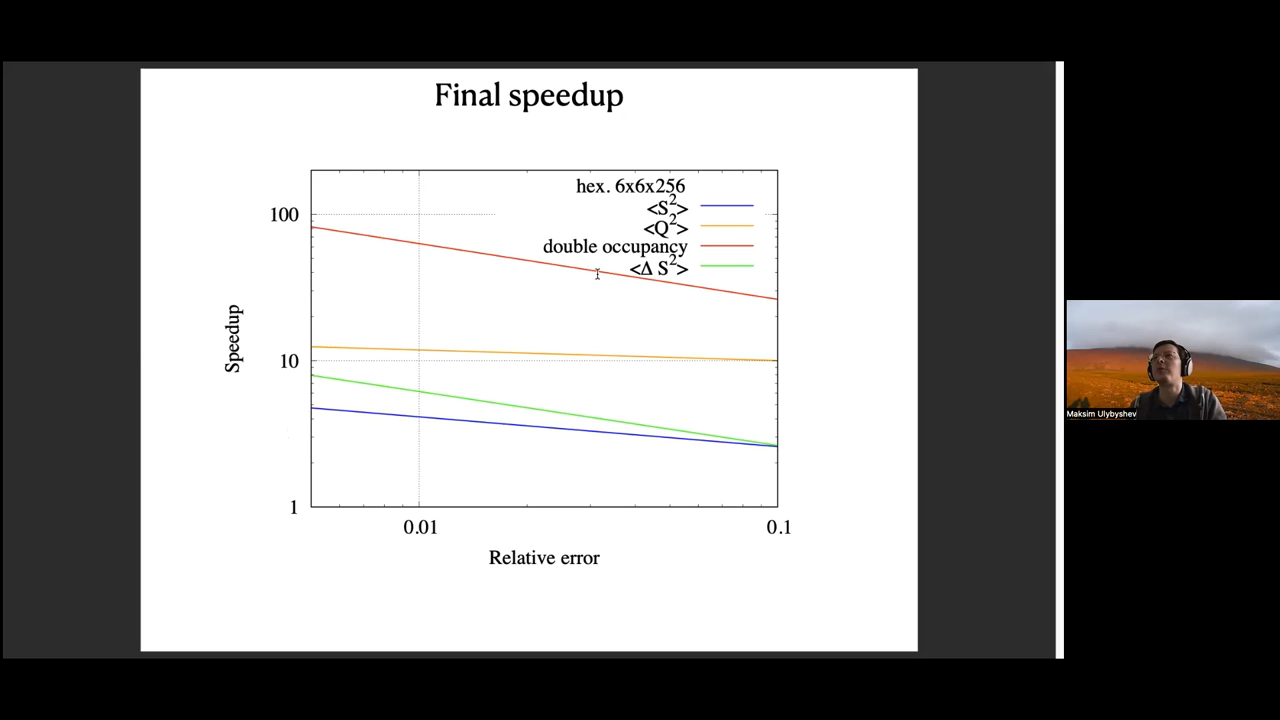 Final speedup
hex. 6x6x256
<S²>
<Q²>
double occupancy
<Δ S²>
100
10
1
Speedup
0.01
0.1
Relative error
Maksim Ulybyshev